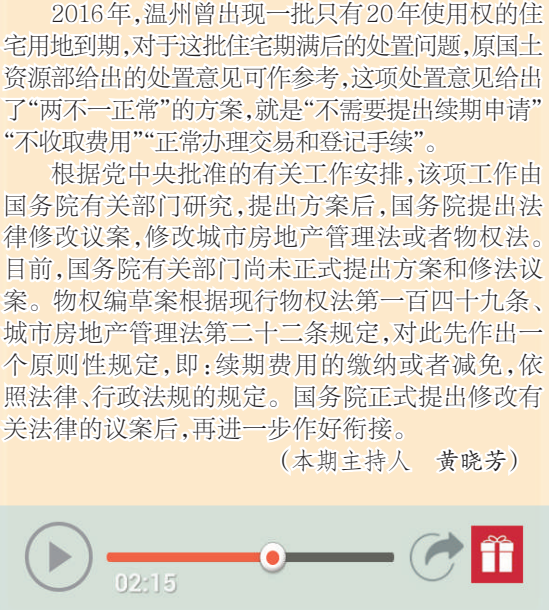 2016年,温州曾出现一批只有20年使用权的住
宅用地到期,对于这批住宅期满后的处置问题,原国土
资源部给出的处置意见可作参考,这项处置意见给出
了“两不一正常”的方案,就是“不需要提出续期申请”
“不收取费用”“正常办理交易和登记手续”。
根据党中央批准的有关工作安排,该项工作由
国务院有关部门研究,提出方案后,国务院提出法
律修改议案,修改城市房地产管理法或者物权法。
目前,国务院有关部门尚未正式提出方案和修法议
案。物权编草案根据现行物权法第一百四十九条、
城市房地产管理法第二十二条规定,对此先作出一
个原则性规定,即:续期费用的缴纳或者减免,依
照法律、行政法规的规定。国务院正式提出修改有
关法律的议案后,再进一步作好衔接。
(本期主持人 黄晓芳)
02:15